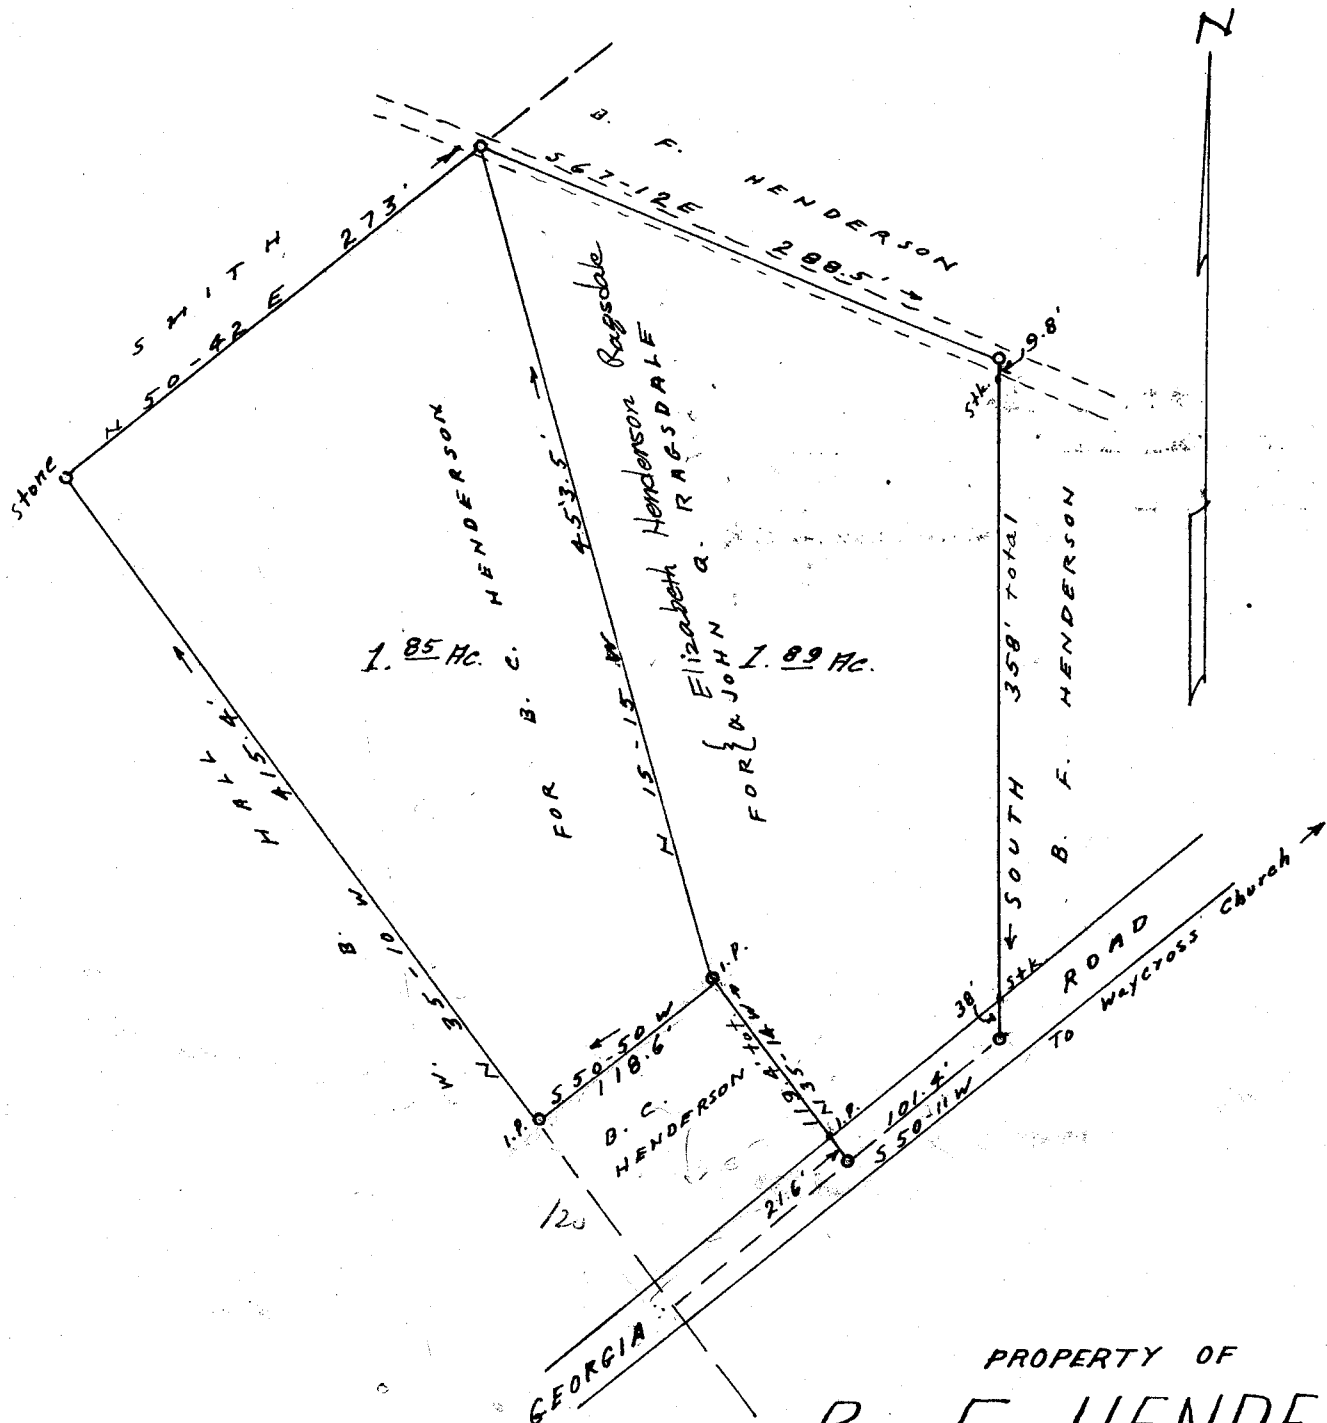 N
B. F. HENDERSON
S 67-12 E 288.5'
SMITH
N 50-42 E 273'
Stone
9.8'
Stk.
FOR B. C. HENDERSON
N 15-15 W 453.5'
Elizabeth Henderson Ragsdale
FOR { & JOHN A. RAGSDALE
1.85 Ac.
1.89 Ac.
SOUTH 358' Total
B. F. HENDERSON
W. B. HALL
N 35-10 W 415.4'
I.P.
S 50-50 W
118.6'
I.P.
B. C.
HENDERSON
N 35-14 W
119.4' tot.
I.P.
21.6'
101.4'
S 50-11 W
38'
Stk.
GEORGIA ROAD
To Waycross Church
PROPERTY OF
B. F. HENDE